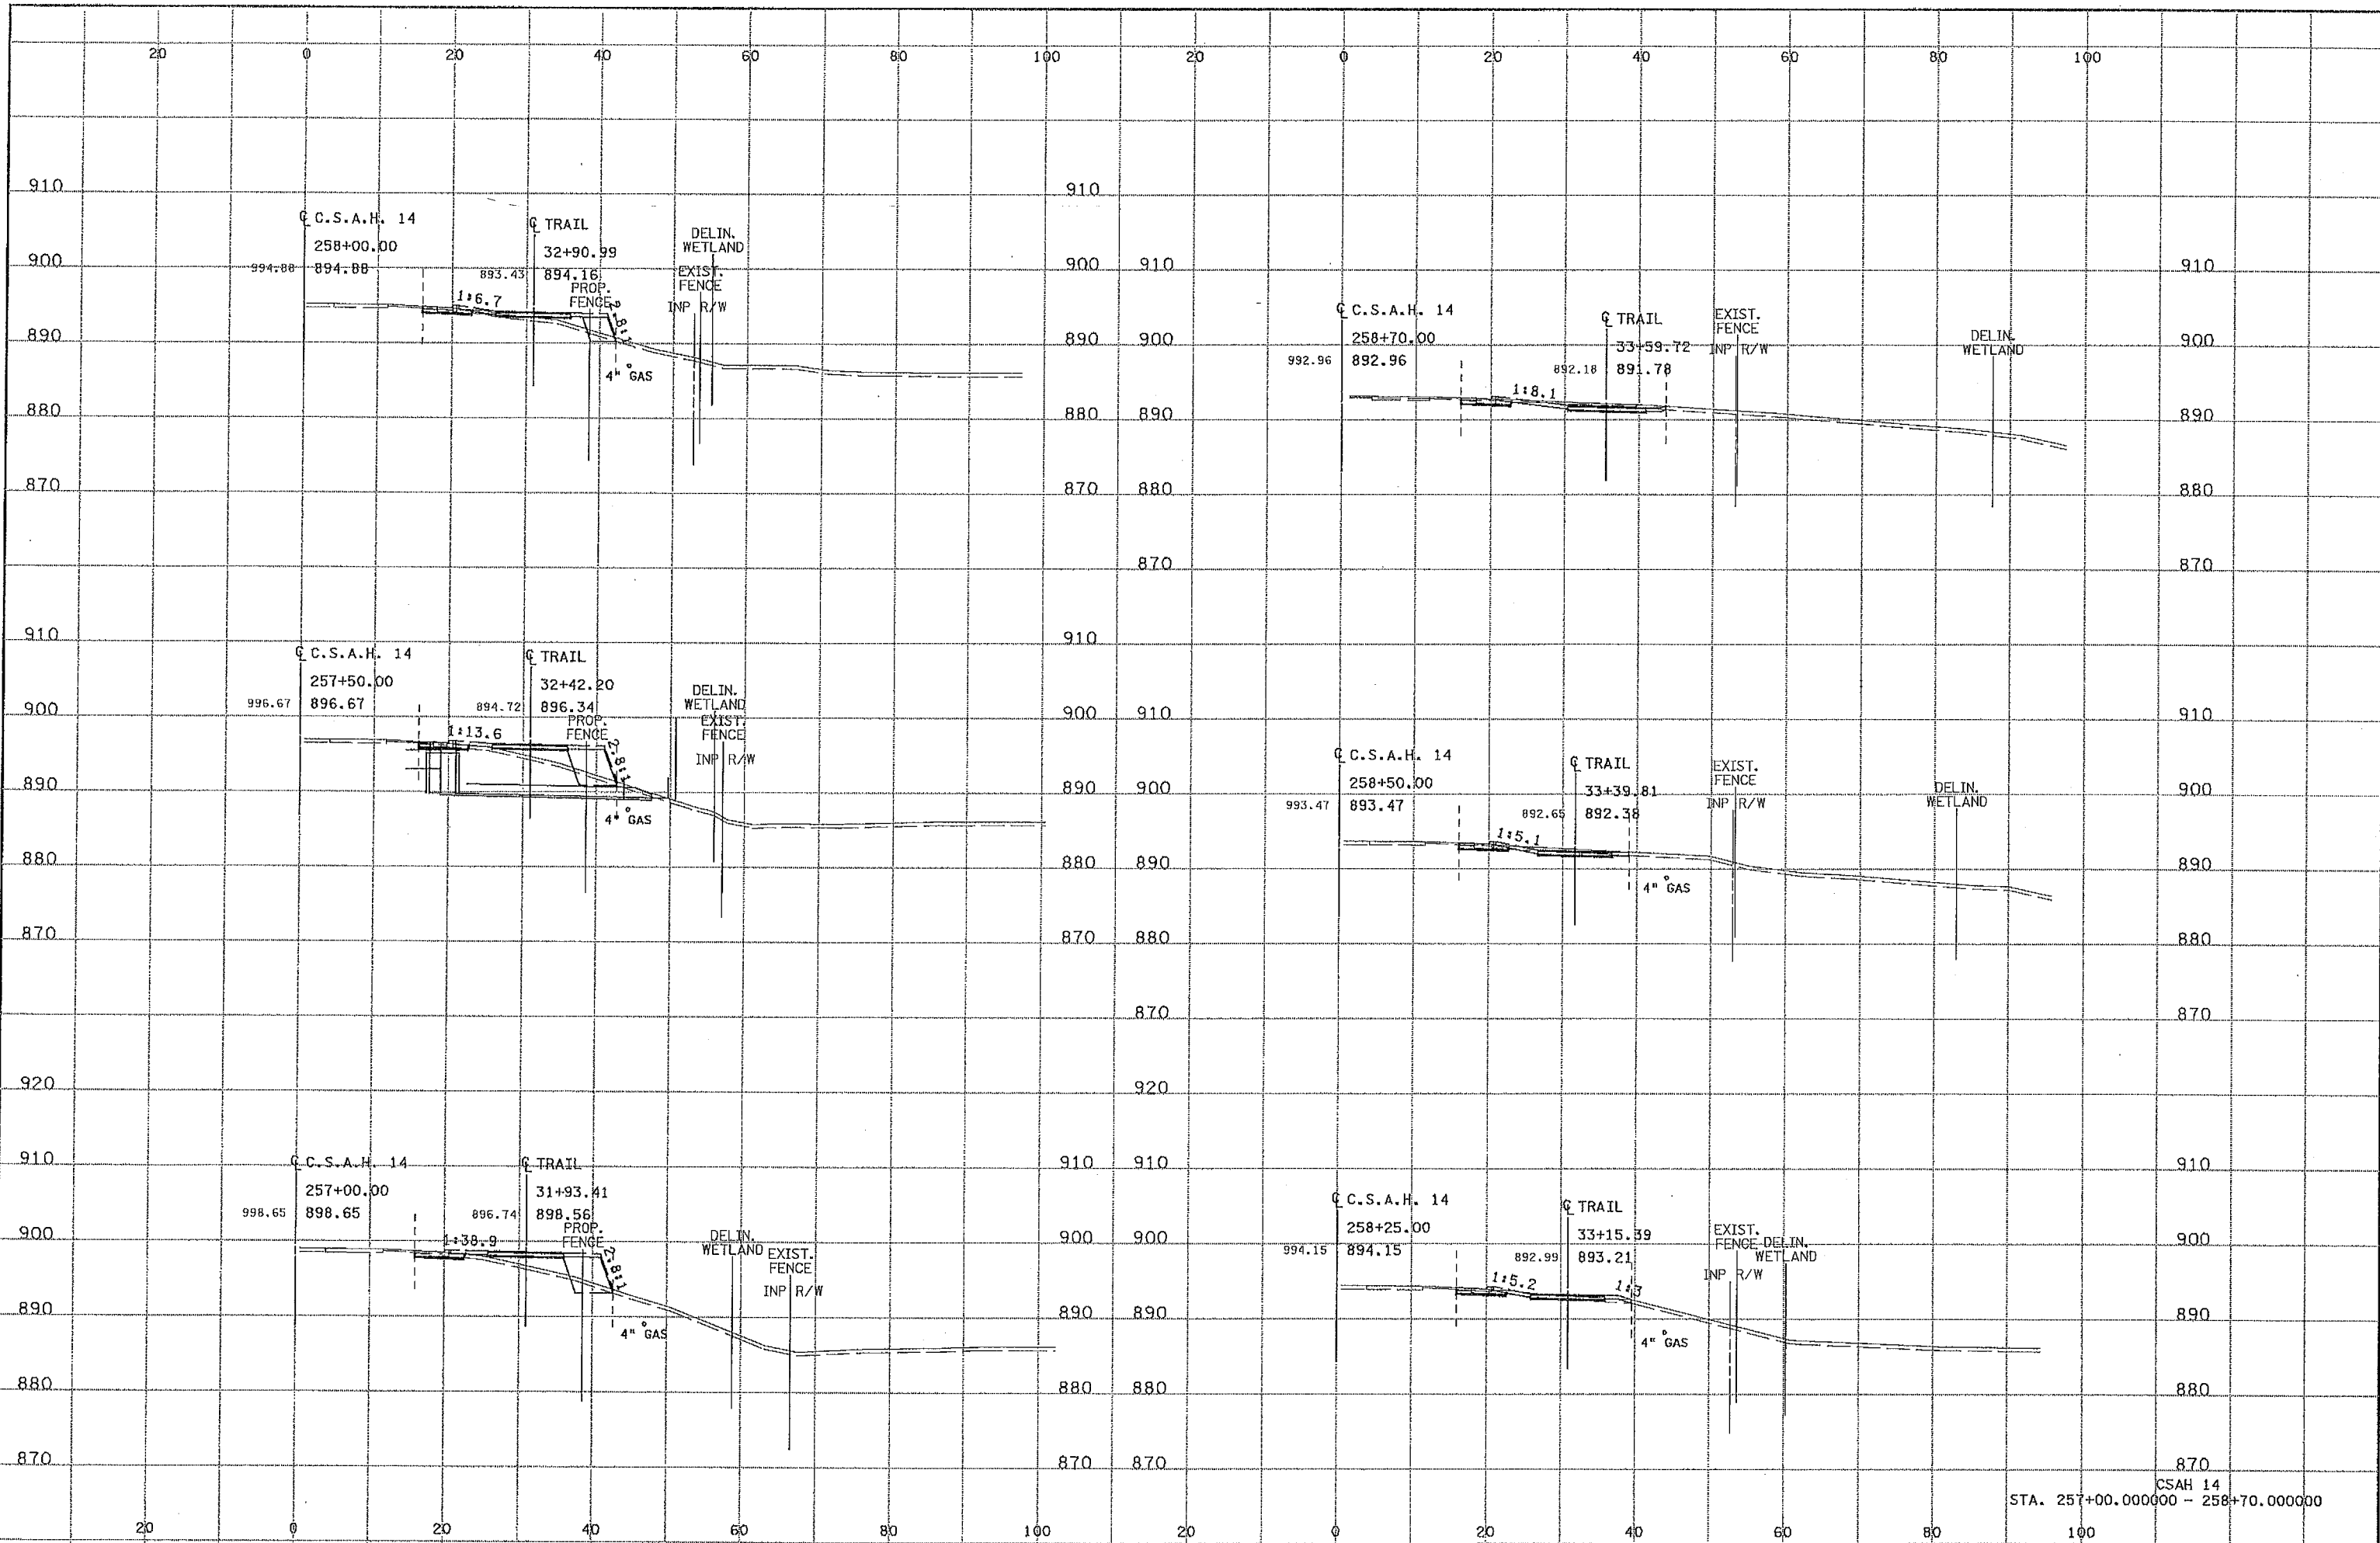 20 0 20 40 60 80 100 20 0 20 40 60 80 100
910 910
℄ C.S.A.H. 14
258+00.00
994.88 894.88
℄ TRAIL
32+90.99
893.43 894.16
PROP.
FENCE
DELIN.
WETLAND
EXIST.
FENCE
INP R/W
1:6.7
2.8:1
4" GAS
900 900 910 910
890 890 900 900
880 880 890 890
870 870 880 880
870 870
℄ C.S.A.H. 14
258+70.00
992.96 892.96
℄ TRAIL
33+59.72
892.18 891.78
EXIST.
FENCE
INP R/W
DELIN.
WETLAND
1:8.1
910 910
℄ C.S.A.H. 14
257+50.00
996.67 896.67
℄ TRAIL
32+42.20
894.72 896.34
PROP.
FENCE
DELIN.
WETLAND
EXIST.
FENCE
INP R/W
1:13.6
2.8:1
4" GAS
900 900 910 910
890 890 900 900
880 880 890 890
870 870 880 880
870 870
℄ C.S.A.H. 14
258+50.00
993.47 893.47
℄ TRAIL
33+39.81
892.65 892.38
EXIST.
FENCE
INP R/W
DELIN.
WETLAND
1:5.1
4" GAS
920 920 920 920
910 910 910 910
℄ C.S.A.H. 14
257+00.00
998.65 898.65
℄ TRAIL
31+93.41
896.74 898.56
PROP.
FENCE
DELIN.
WETLAND
EXIST.
FENCE
INP R/W
1:38.9
2.8:1
4" GAS
900 900 900 900
890 890 890 890
880 880 880 880
870 870 870 870
℄ C.S.A.H. 14
258+25.00
994.15 894.15
℄ TRAIL
33+15.39
892.99 893.21
EXIST.
FENCE
DELIN.
WETLAND
INP R/W
1:5.2
1:3
4" GAS
CSAH 14
STA. 257+00.000000 - 258+70.000000
20 0 20 40 60 80 100 20 0 20 40 60 80 100